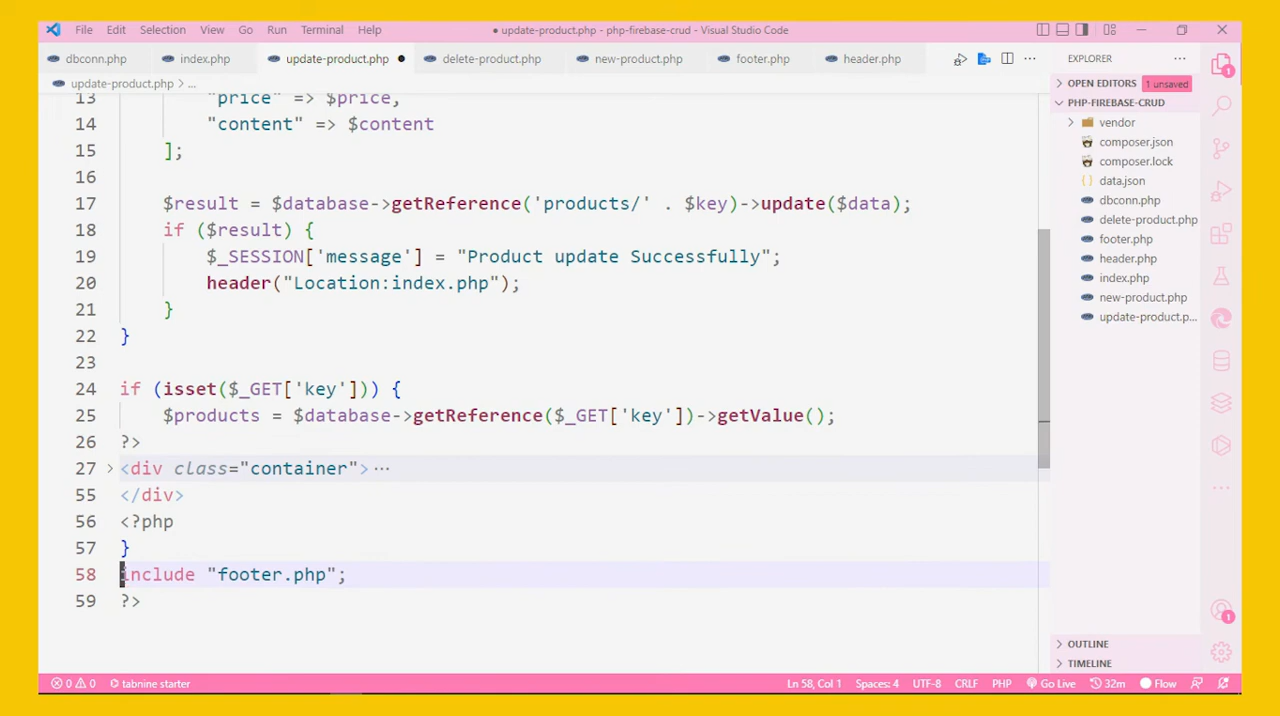 File Edit Selection View Go Run Terminal Help
● update-product.php - php-firebase-crud - Visual Studio Code
dbconn.php index.php update-product.php ● delete-product.php new-product.php footer.php header.php
update-product.php > ...
13 "price" => $price,
14 "content" => $content
15 ];
16
17 $result = $database->getReference('products/' . $key)->update($data);
18 if ($result) {
19 $_SESSION['message'] = "Product update Successfully";
20 header("Location:index.php");
21 }
22 }
23
24 if (isset($_GET['key'])) {
25 $products = $database->getReference($_GET['key'])->getValue();
26 ?>
27 <div class="container">···
55 </div>
56 <?php
57 }
58 include "footer.php";
59 ?>
EXPLORER
OPEN EDITORS 1 unsaved
PHP-FIREBASE-CRUD
vendor
composer.json
composer.lock
data.json
dbconn.php
delete-product.php
footer.php
header.php
index.php
new-product.php
update-product.p...
OUTLINE
TIMELINE
1
1
0 0 tabnine starter Ln 58, Col 1 Spaces: 4 UTF-8 CRLF PHP Go Live 32m Flow